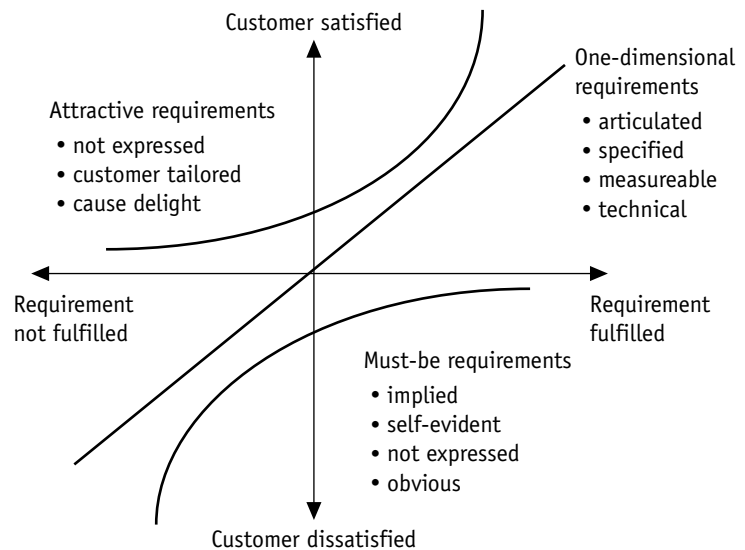 Customer satisfied
One-dimensional
requirements
• articulated
• specified
• measureable
• technical
Attractive requirements
• not expressed
• customer tailored
• cause delight
Requirement
not fulfilled
Requirement
fulfilled
Must-be requirements
• implied
• self-evident
• not expressed
• obvious
Customer dissatisfied